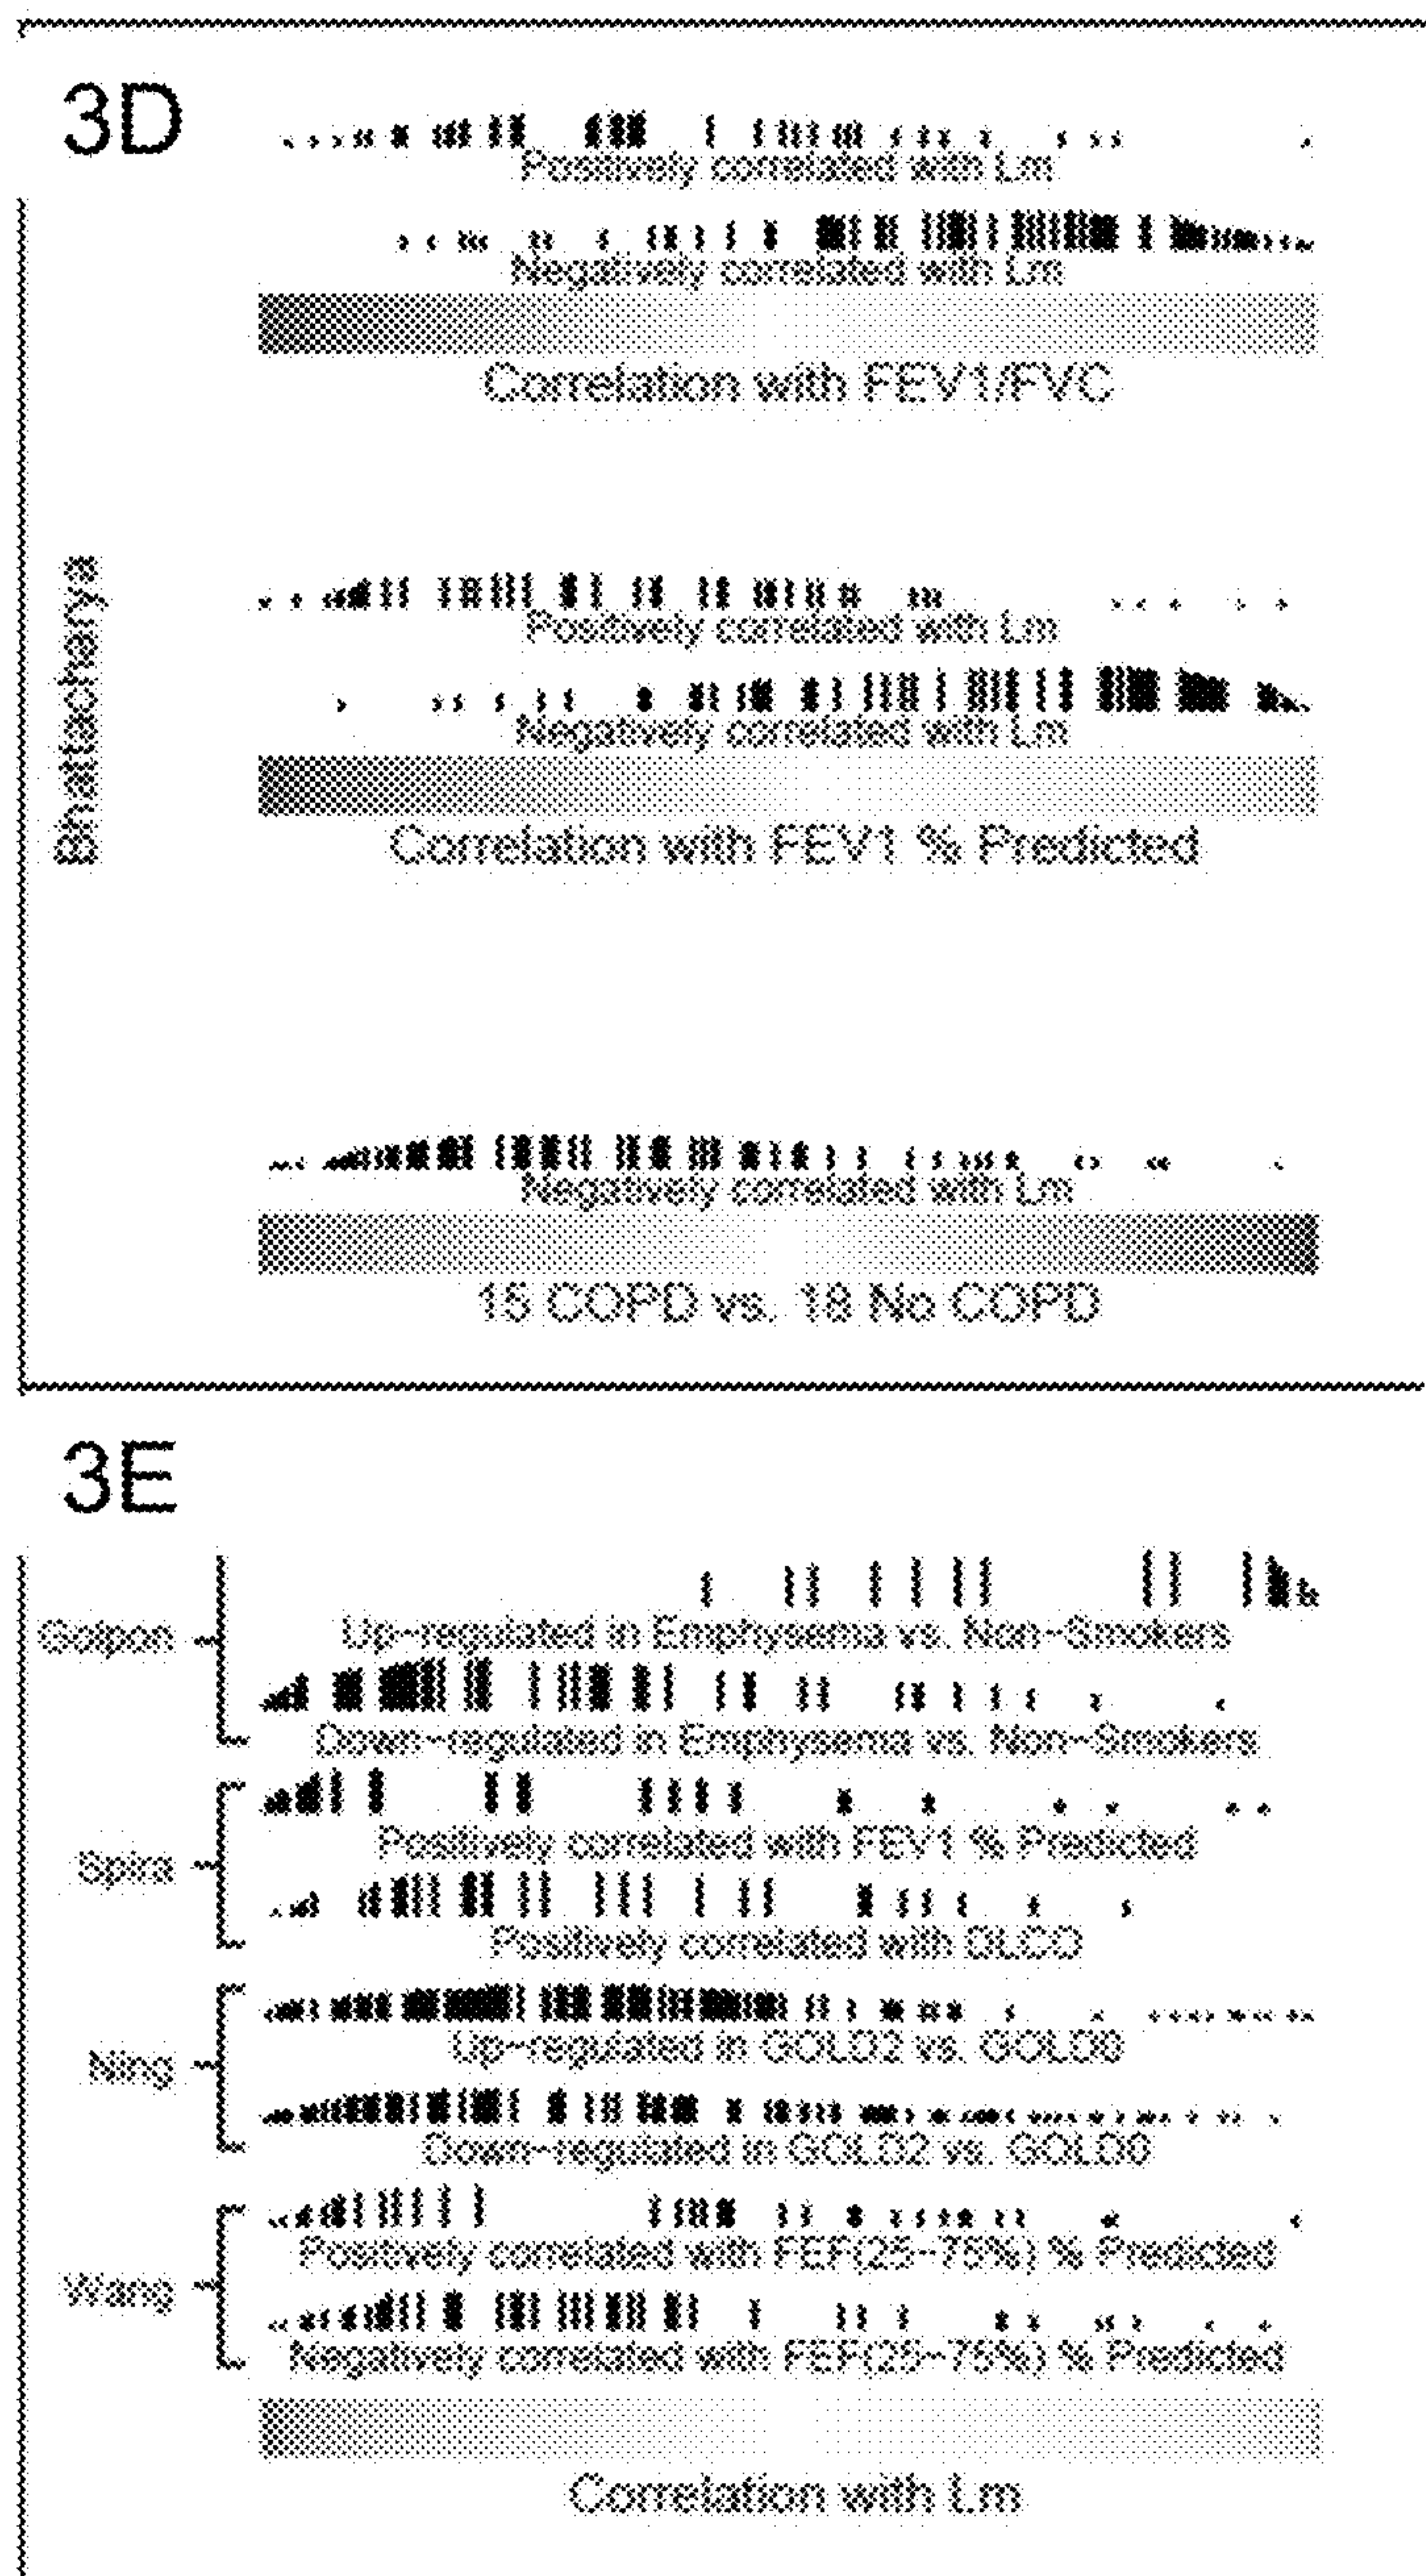 3D
Positively correlated with Lm
Negatively correlated with Lm
Correlation with FEV1/FVC
Bhattacharya
Positively correlated with Lm
Negatively correlated with Lm
Correlation with FEV1 % Predicted
Negatively correlated with Lm
15 COPD vs. 18 No COPD
3E
Golpon
Up-regulated in Emphysema vs. Non-Smokers
Down-regulated in Emphysema vs. Non-Smokers
Spira
Positively correlated with FEV1 % Predicted
Positively correlated with DLCO
Ning
Up-regulated in GOLD2 vs. GOLD0
Down-regulated in GOLD2 vs. GOLD0
Wang
Positively correlated with FEF(25-75%) % Predicted
Negatively correlated with FEF(25-75%) % Predicted
Correlation with Lm